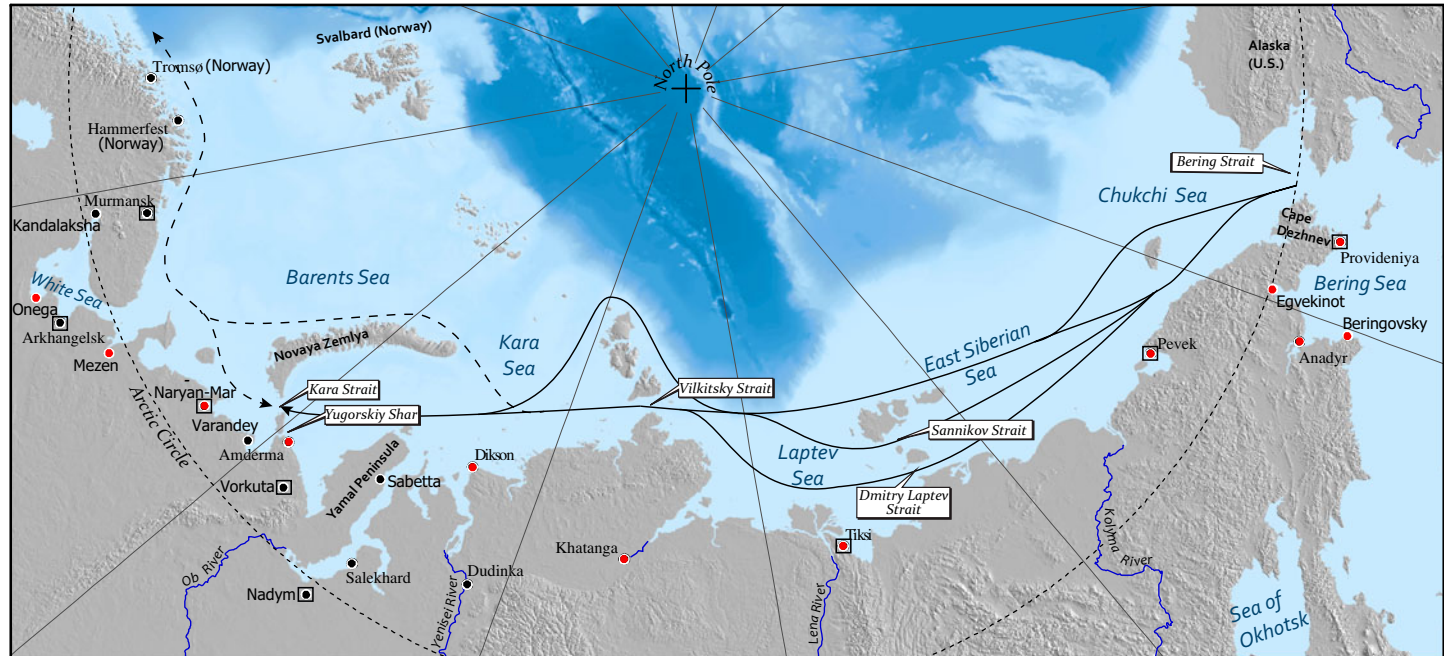 Svalbard (Norway)
North Pole
Alaska
(U.S.)
Tromsø (Norway)
Hammerfest
(Norway)
Bering Strait
Chukchi Sea
Murmansk
Kandalaksha
Cape
Dezhnev
Provideniya
White Sea
Barents Sea
Bering Sea
Onega
Egvekinot
Arkhangelsk
Beringovsky
Mezen
Novaya Zemlya
Kara
Sea
East Siberian
Sea
Pevek
Anadyr
Naryan-Mar
Kara Strait
Vilkitsky Strait
Yugorskiy Shar
Varandey
Arctic Circle
Amderma
Sannikov Strait
Laptev
Sea
Yamal Peninsula
Dikson
Sabetta
Vorkuta
Dmitry Laptev
Strait
Kolyma River
Khatanga
Tiksi
Ob River
Salekhard
Dudinka
Nadym
Yenisei River
Lena River
Sea of
Okhotsk